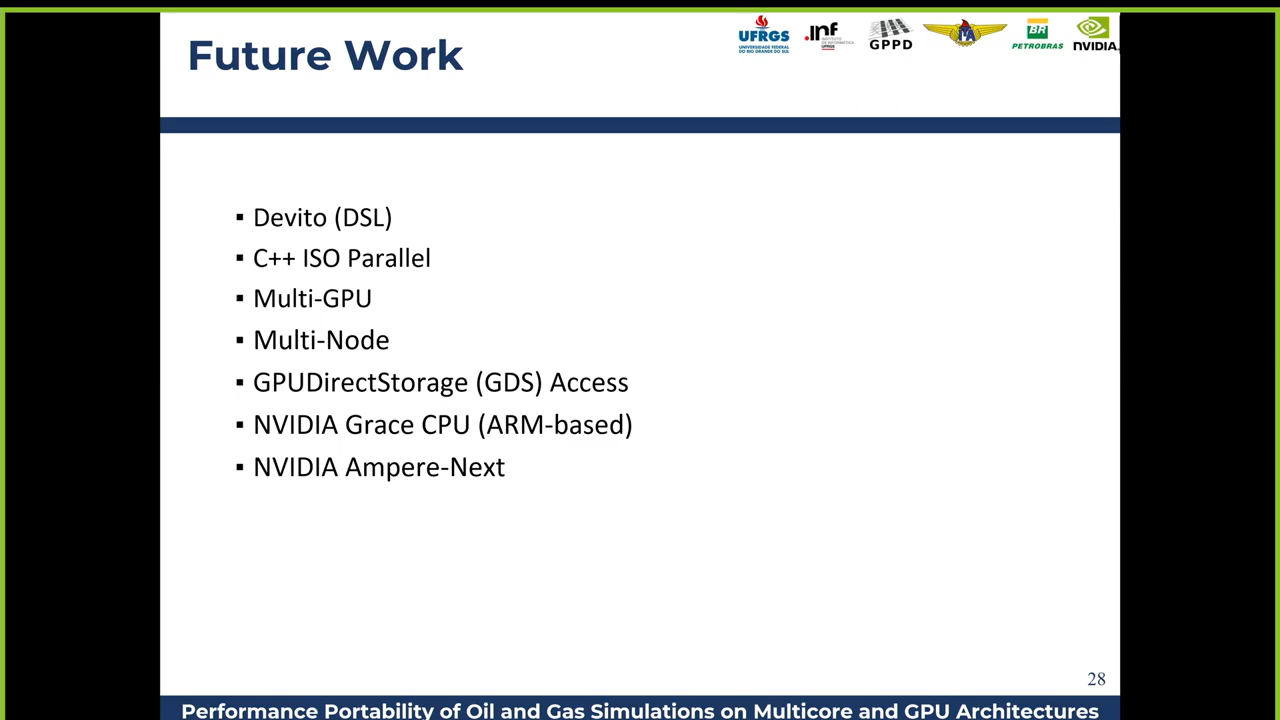 Future Work
UFRGS
UNIVERSIDADE FEDERAL
DO RIO GRANDE DO SUL
.inf
INSTITUTO
DE INFORMÁTICA
UFRGS
GPPD
BR
PETROBRAS
NVIDIA.
▪ Devito (DSL)
▪ C++ ISO Parallel
▪ Multi-GPU
▪ Multi-Node
▪ GPUDirectStorage (GDS) Access
▪ NVIDIA Grace CPU (ARM-based)
▪ NVIDIA Ampere-Next
28
Performance Portability of Oil and Gas Simulations on Multicore and GPU Architectures